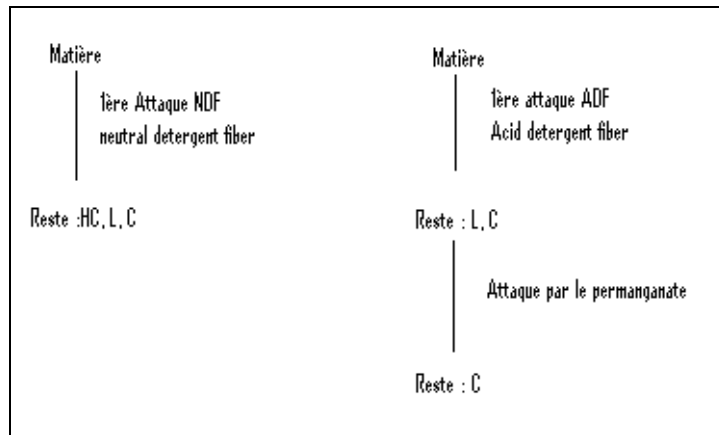 Matière
1ère Attaque NDF
neutral detergent fiber
Reste :HC, L, C
Matière
1ère attaque ADF
Acid detergent fiber
Reste : L, C
Attaque par le permanganate
Reste : C